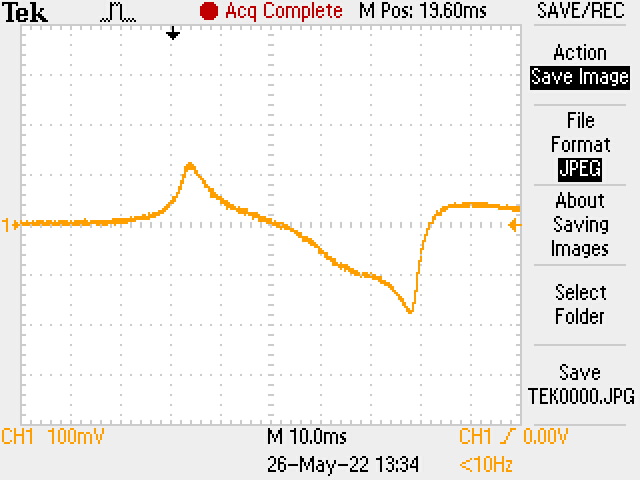 Tek Acq Complete M Pos: 19.60ms SAVE/REC
Action
Save Image
File
Format
JPEG
About
Saving
Images
Select
Folder
Save
TEK0000.JPG
1
CH1 100mV M 10.0ms CH1 0.00V
26-May-22 13:34 <10Hz